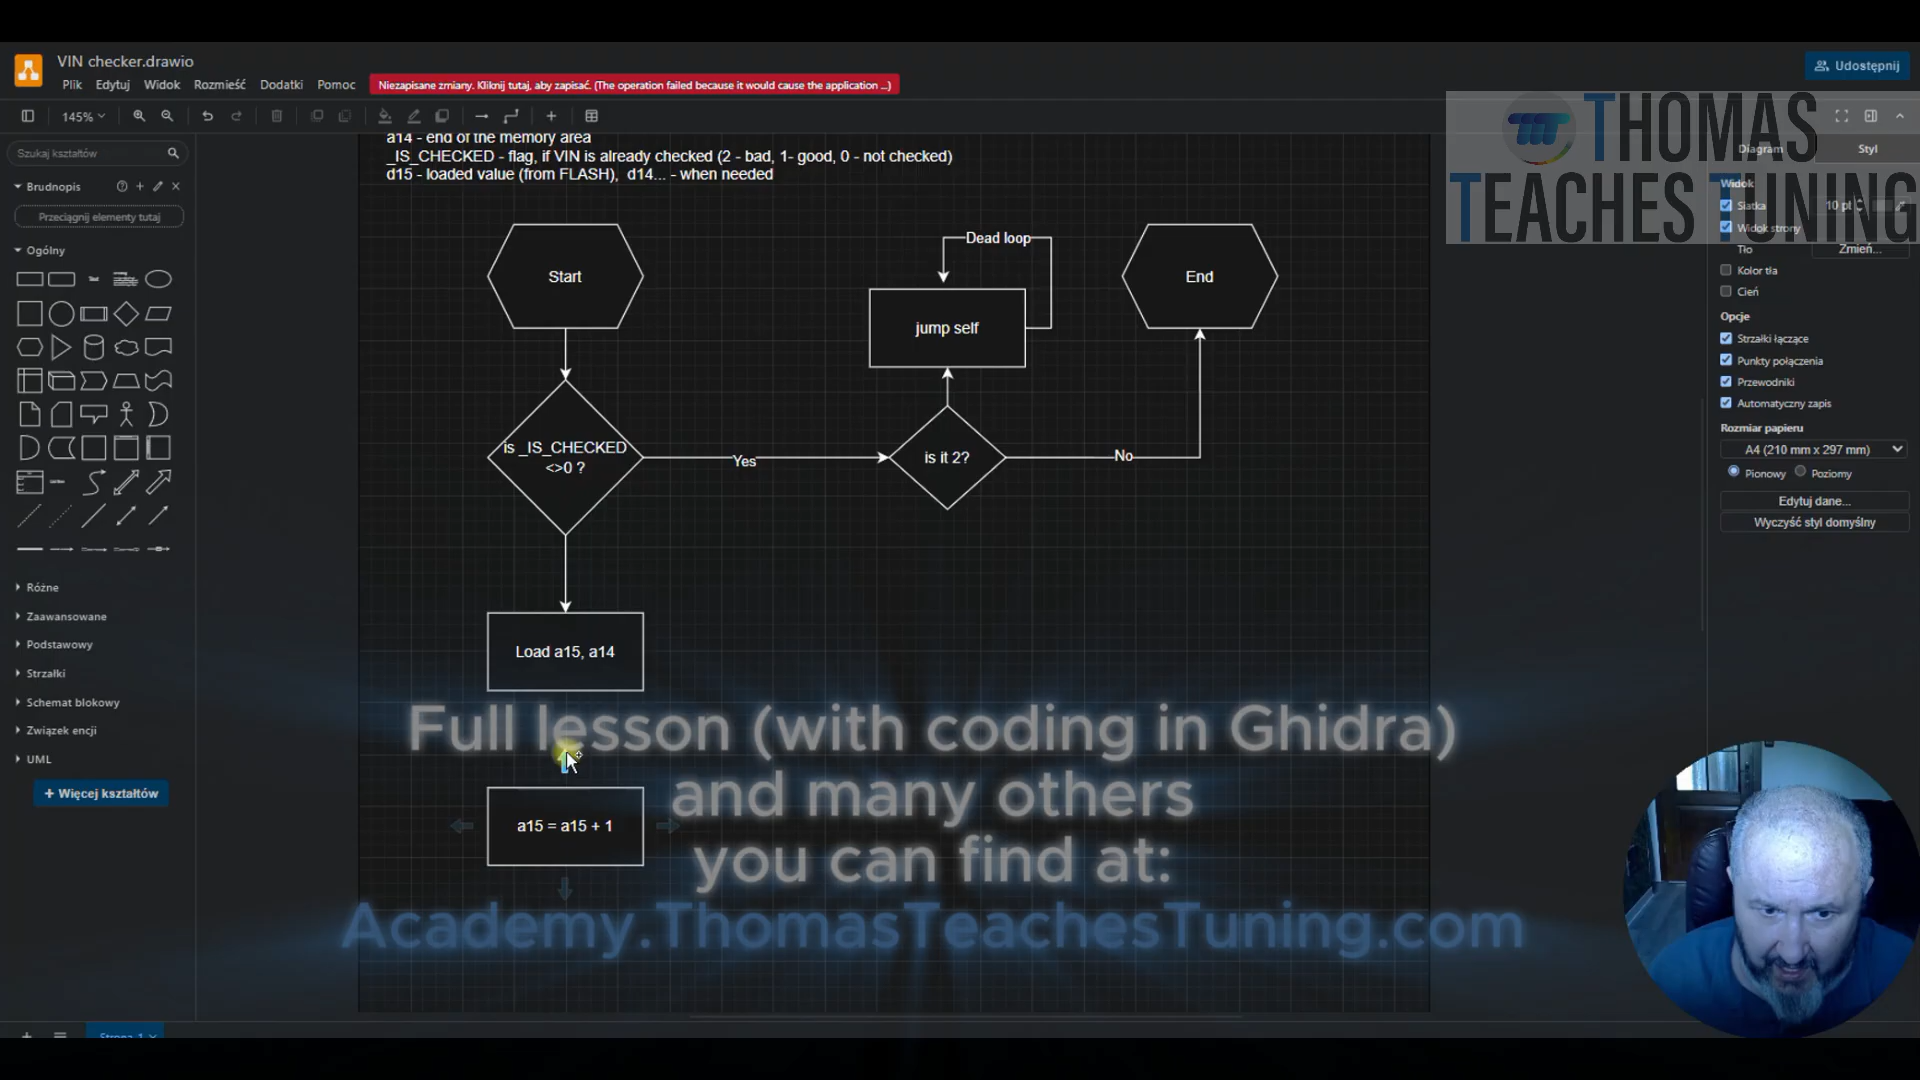 VIN checker.drawio
Plik Edytuj Widok Rozmieść Dodatki Pomoc
Niezapisane zmiany. Kliknij tutaj, aby zapisać. (The operation failed because it would cause the application ...)
Udostępnij
145%
THOMAS
TEACHES TUNING
Szukaj kształtów
Brudnopis
Przeciągnij elementy tutaj
Ogólny
Różne
Zaawansowane
Podstawowy
Strzałki
Schemat blokowy
Związek encji
UML
+ Więcej kształtów
a14 - end of the memory area
_IS_CHECKED - flag, if VIN is already checked (2 - bad, 1- good, 0 - not checked)
d15 - loaded value (from FLASH), d14... - when needed
Start
Dead loop
jump self
End
is _IS_CHECKED
<>0 ?
Yes
is it 2?
No
Load a15, a14
a15 = a15 + 1
Full lesson (with coding in Ghidra)
and many others
you can find at:
Academy.ThomasTeachesTuning.com
Diagram Styl
Widok
Siatka 10 pt
Widok strony
Tło Zmień...
Kolor tła
Cień
Opcje
Strzałki łączące
Punkty połączenia
Przewodniki
Automatyczny zapis
Rozmiar papieru
A4 (210 mm x 297 mm)
Pionowy Poziomy
Edytuj dane...
Wyczyść styl domyślny
Strona-1